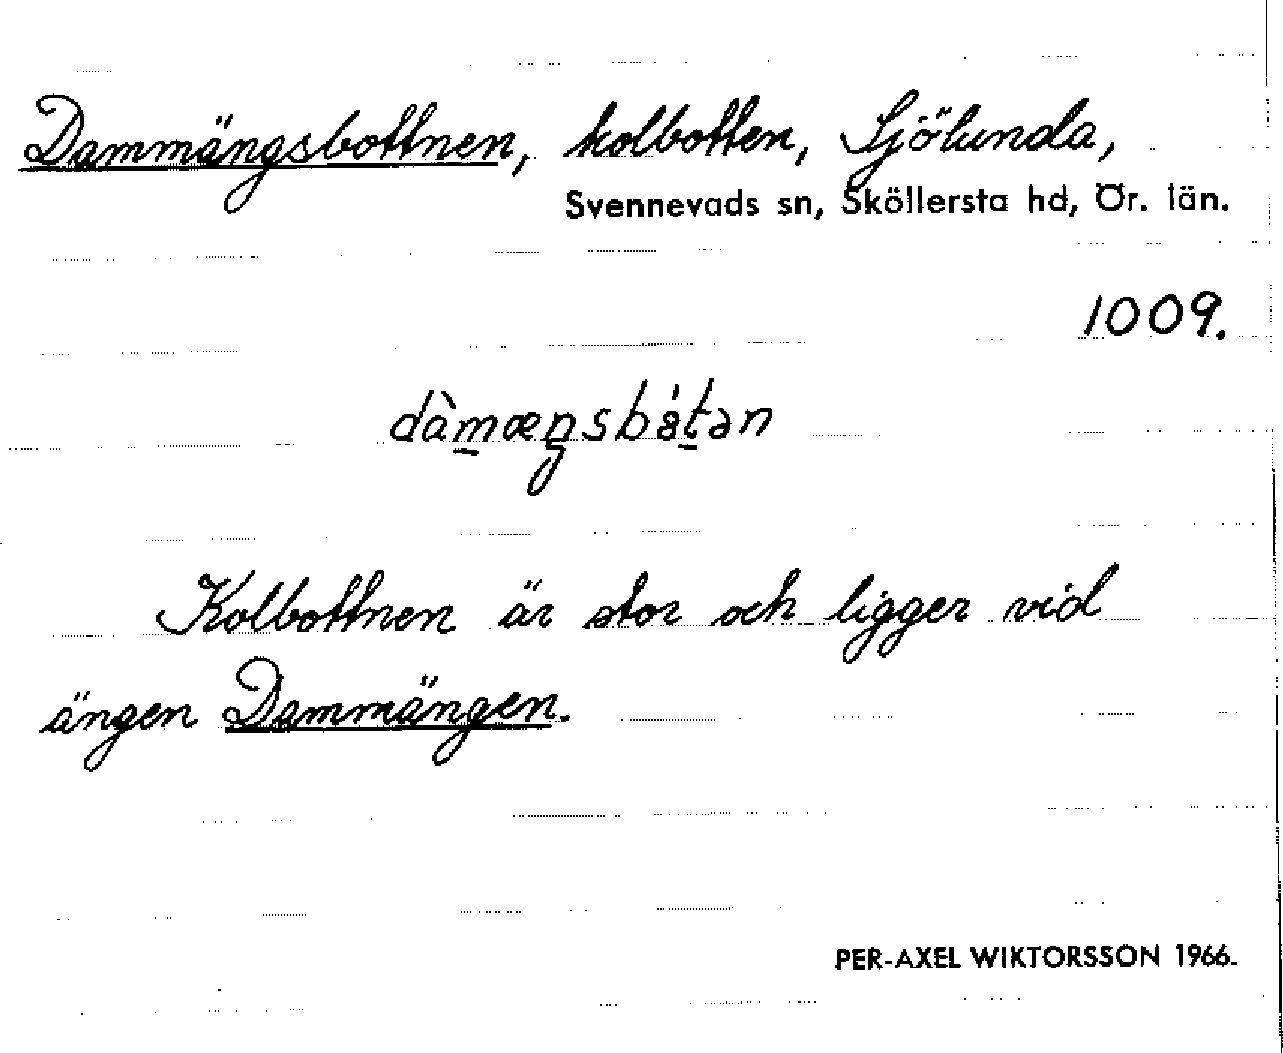 Dammängsbottnen, kolbotten, Sjölunda,
Svennevads sn, Sköllersta hd, Ör. län.
1009.
dàmæŋsbåtən
Kolbottnen är stor och ligger vid
ängen Dammängen.
PER-AXEL WIKTORSSON 1966.